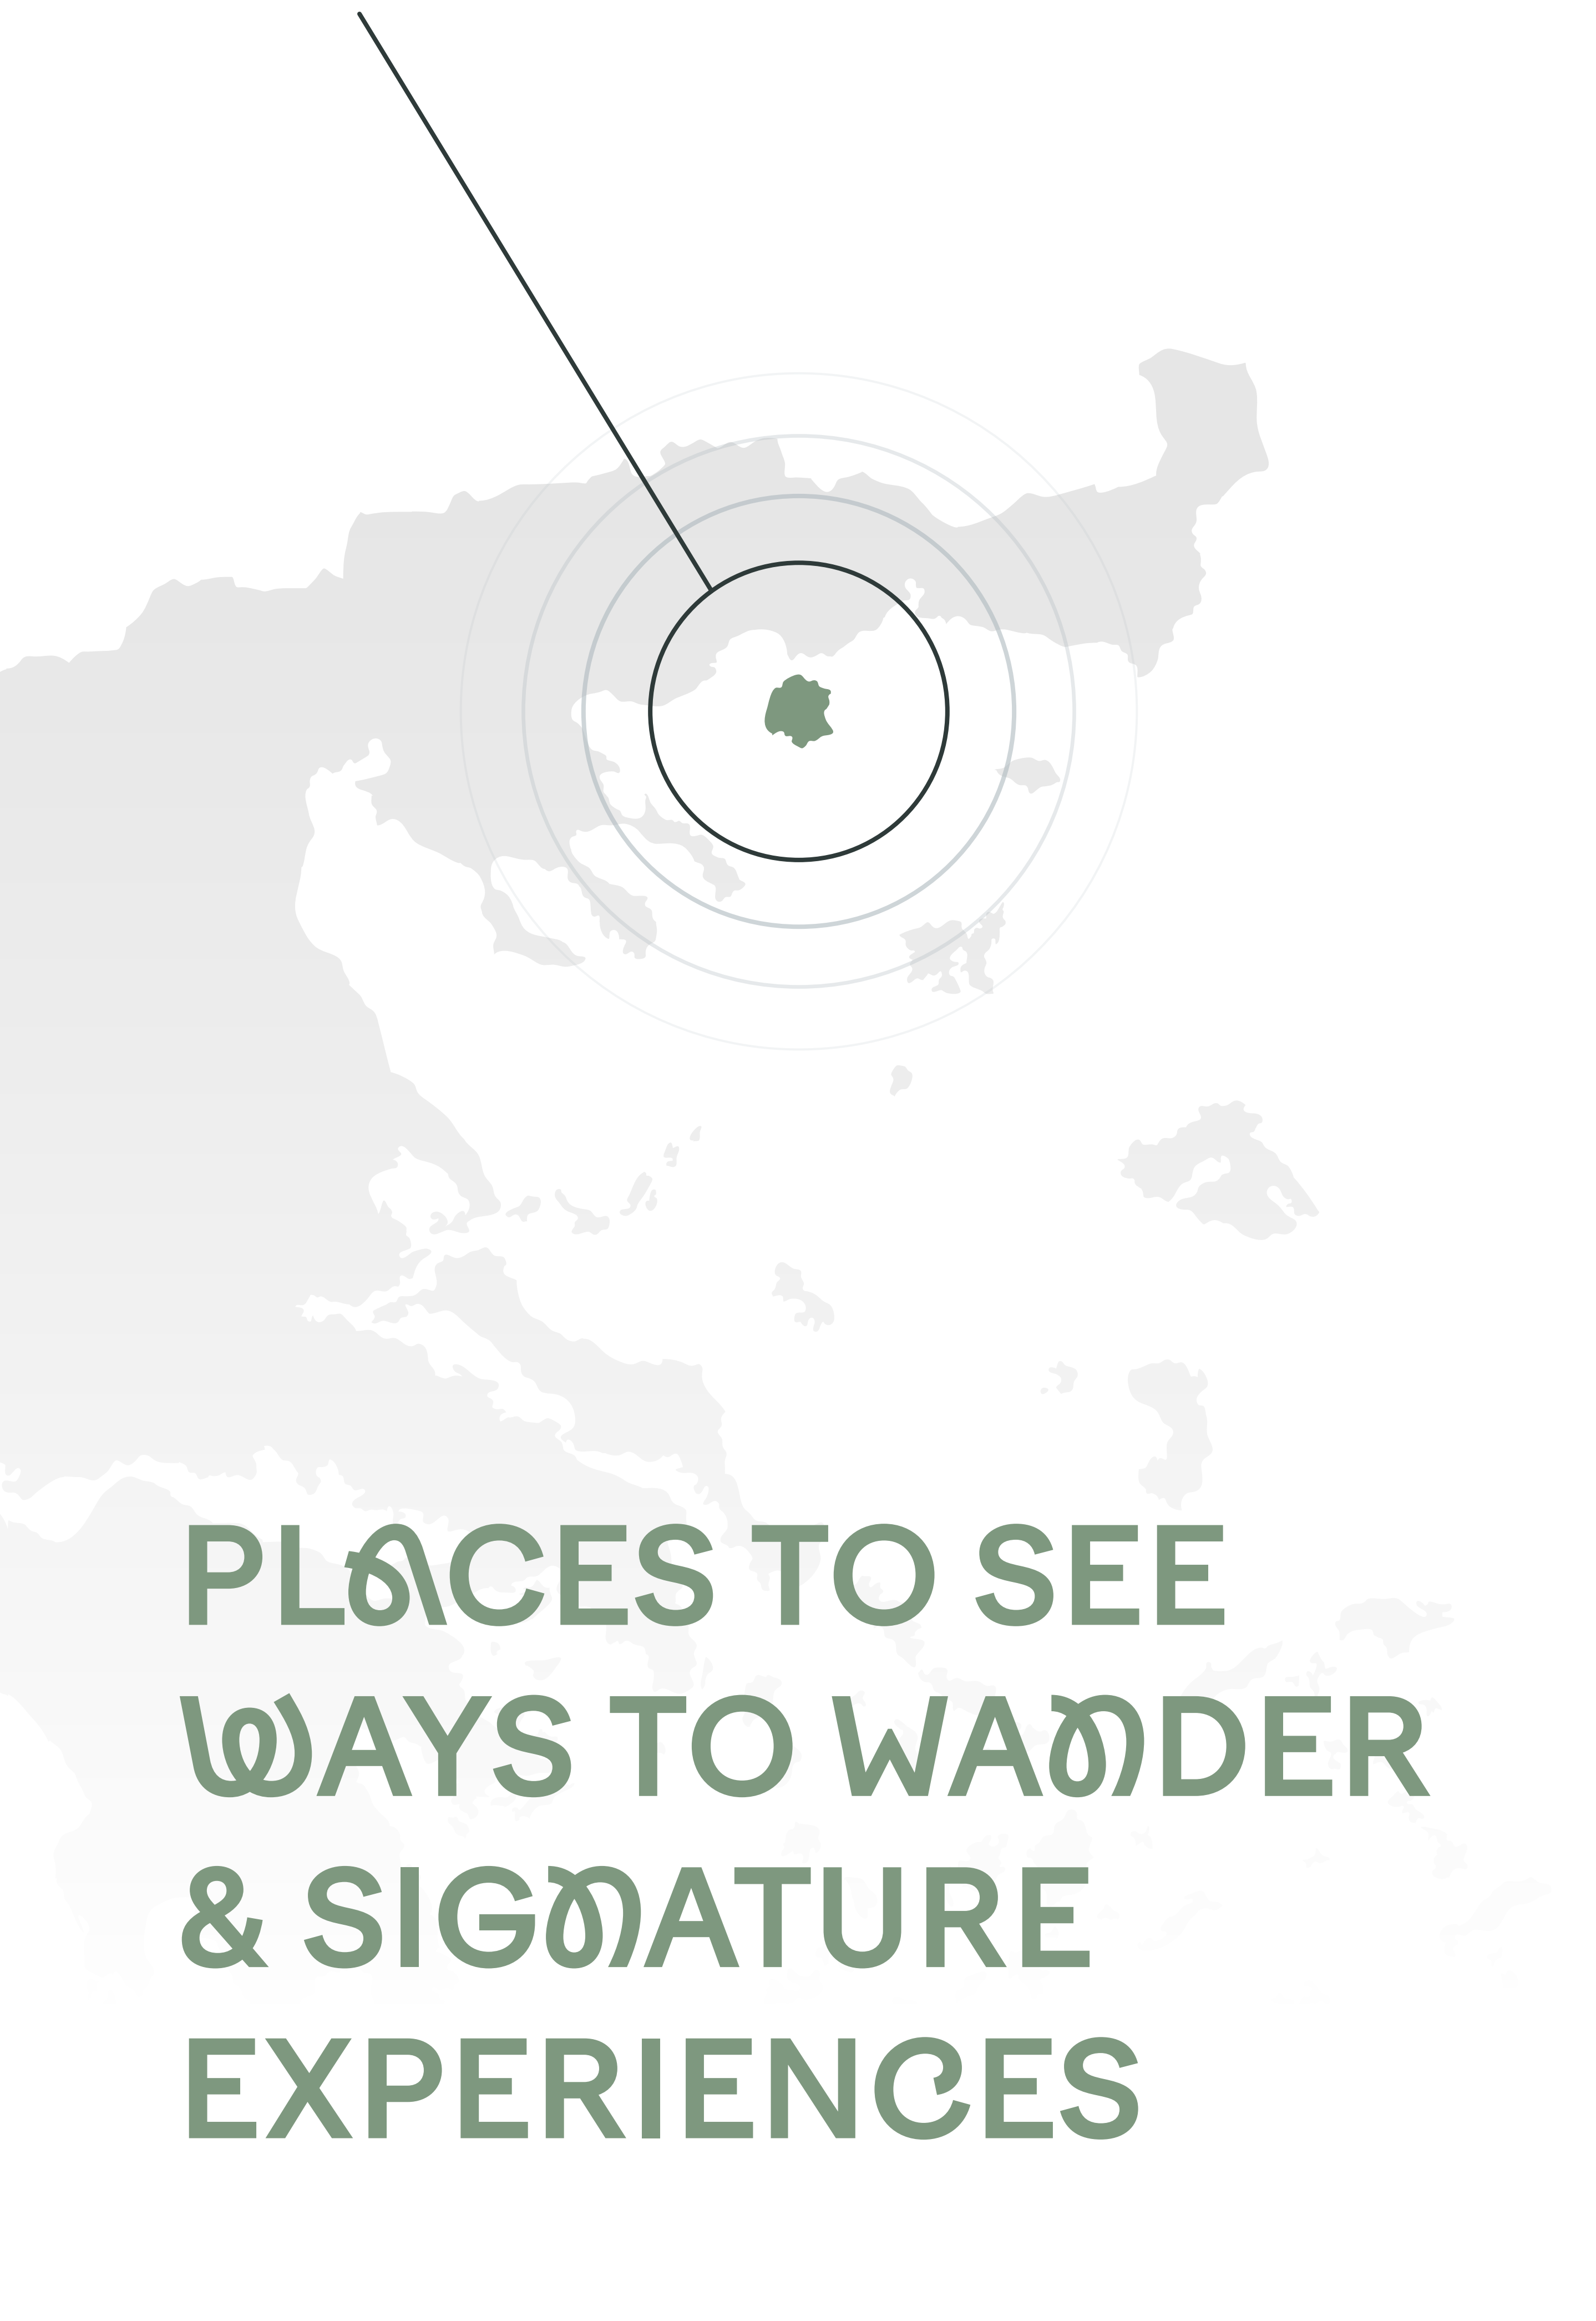 PLACES TO SEE
WAYS TO WANDER
& SIGNATURE
EXPERIENCES